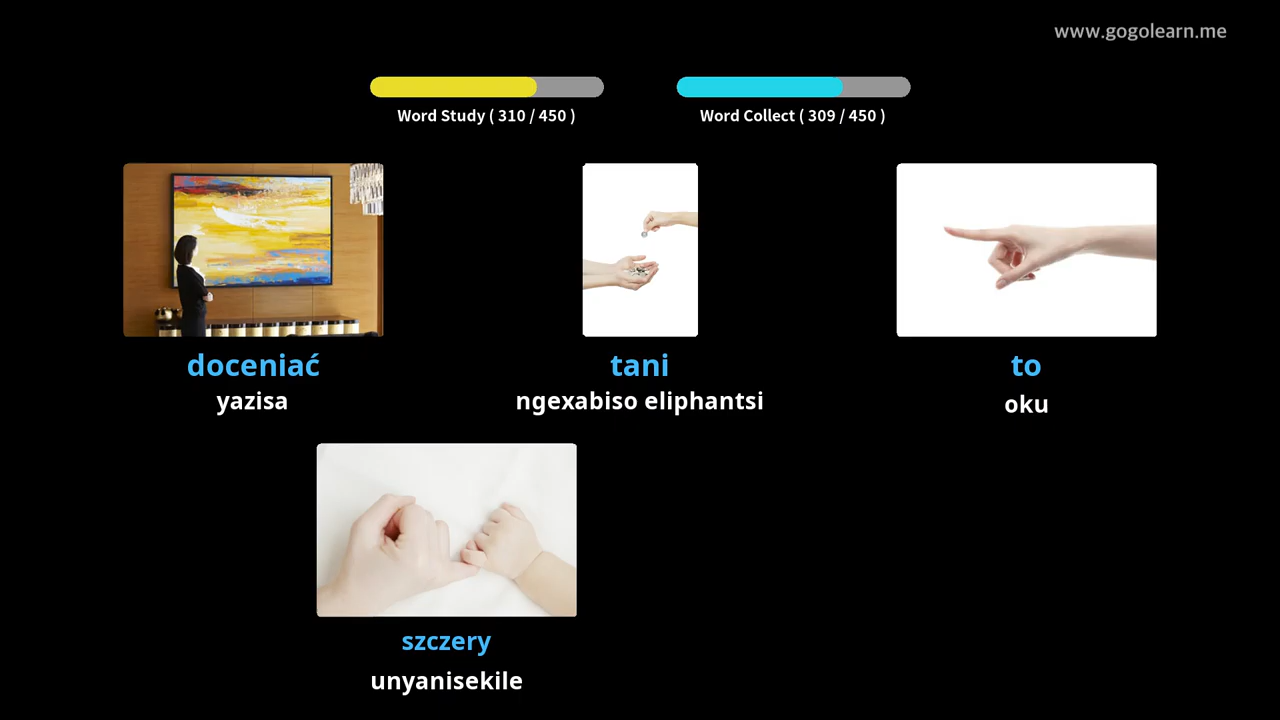 www.gogolearn.me
Word Study ( 310 / 450 )
Word Collect ( 309 / 450 )
doceniać
yazisa
tani
ngexabiso eliphantsi
to
oku
szczery
unyanisekile